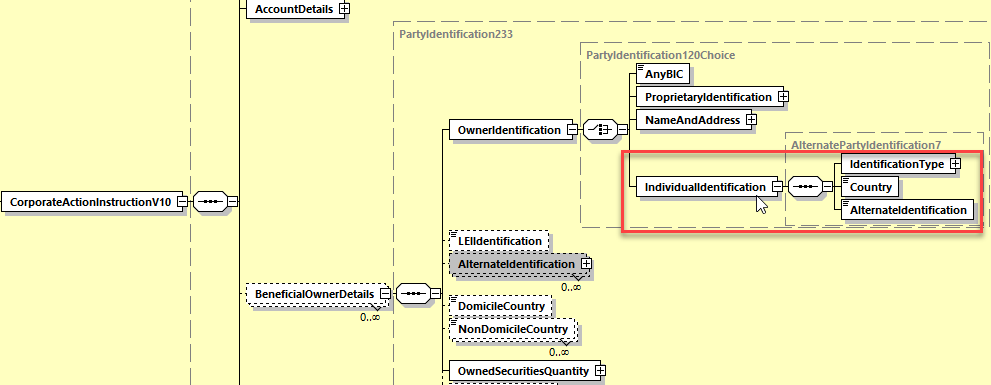 AccountDetails
PartyIdentification233
PartyIdentification120Choice
AnyBIC
ProprietaryIdentification
OwnerIdentification
NameAndAddress
AlternatePartyIdentification7
IdentificationType
IndividualIdentification
Country
CorporateActionInstructionV10
AlternateIdentification
LEIIdentification
AlternateIdentification
0..∞
BeneficialOwnerDetails
DomicileCountry
0..∞
NonDomicileCountry
0..∞
OwnedSecuritiesQuantity